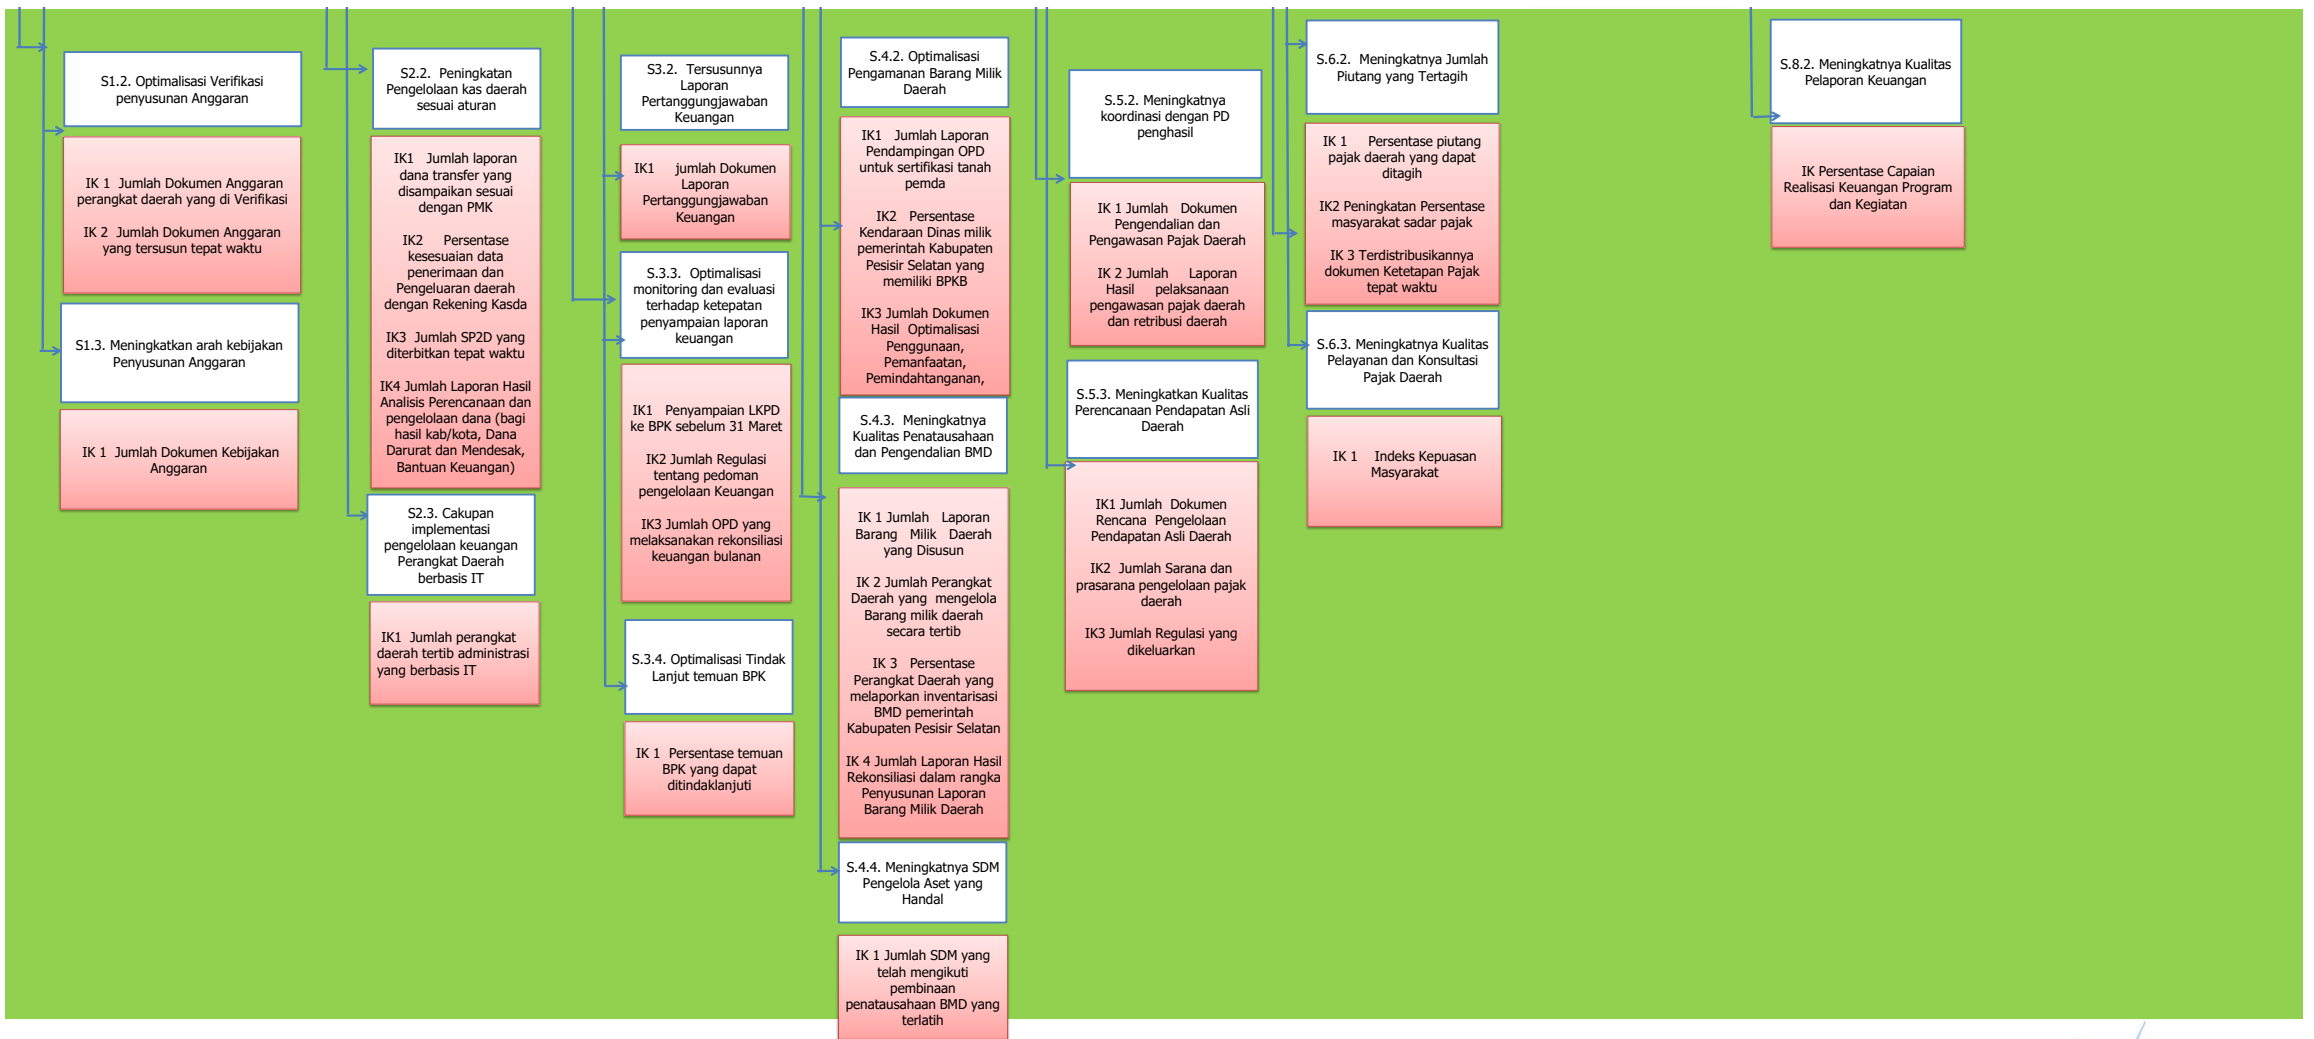 S1.2. Optimalisasi Verifikasi
penyusunan Anggaran
IK 1  Jumlah Dokumen Anggaran
perangkat daerah yang di Verifikasi
IK 2  Jumlah Dokumen Anggaran
yang tersusun tepat waktu
S1.3. Meningkatkan arah kebijakan
Penyusunan Anggaran
IK 1  Jumlah Dokumen Kebijakan
Anggaran
S2.2.  Peningkatan
Pengelolaan kas daerah
sesuai aturan
IK1   Jumlah laporan
dana transfer yang
disampaikan sesuai
dengan PMK
IK2     Persentase
kesesuaian data
penerimaan dan
Pengeluaran daerah
dengan Rekening Kasda
IK3  Jumlah SP2D yang
diterbitkan tepat waktu
IK4 Jumlah Laporan Hasil
Analisis Perencanaan dan
pengelolaan dana (bagi
hasil kab/kota, Dana
Darurat dan Mendesak,
Bantuan Keuangan)
S2.3. Cakupan
implementasi
pengelolaan keuangan
Perangkat Daerah
berbasis IT
IK1  Jumlah perangkat
daerah tertib administrasi
yang berbasis IT
S3.2.  Tersusunnya
Laporan
Pertanggungjawaban
Keuangan
IK1     jumlah Dokumen
Laporan
Pertanggungjawaban
Keuangan
S.3.3.  Optimalisasi
monitoring dan evaluasi
terhadap ketepatan
penyampaian laporan
keuangan
IK1   Penyampaian LKPD
ke BPK sebelum 31 Maret
IK2 Jumlah Regulasi
tentang pedoman
pengelolaan Keuangan
IK3 Jumlah OPD yang
melaksanakan rekonsiliasi
keuangan bulanan
S.3.4. Optimalisasi Tindak
Lanjut temuan BPK
IK 1  Persentase temuan
BPK yang dapat
ditindaklanjuti
S.4.2. Optimalisasi
Pengamanan Barang Milik
Daerah
IK1   Jumlah Laporan
Pendampingan OPD
untuk sertifikasi tanah
pemda
IK2   Persentase
Kendaraan Dinas milik
pemerintah Kabupaten
Pesisir Selatan yang
memiliki BPKB
IK3 Jumlah Dokumen
Hasil  Optimalisasi
Penggunaan,
Pemanfaatan,
Pemindahtanganan,
S.4.3.  Meningkatnya
Kualitas Penatausahaan
dan Pengendalian BMD
IK 1 Jumlah   Laporan
Barang  Milik  Daerah
yang Disusun
IK 2 Jumlah Perangkat
Daerah yang  mengelola
Barang milik daerah
secara tertib
IK 3   Persentase
Perangkat Daerah yang
melaporkan inventarisasi
BMD pemerintah
Kabupaten Pesisir Selatan
IK 4 Jumlah Laporan Hasil
Rekonsiliasi dalam rangka
Penyusunan Laporan
Barang Milik Daerah
S.4.4. Meningkatnya SDM
Pengelola Aset yang
Handal
IK 1 Jumlah SDM yang
telah mengikuti
pembinaan
penatausahaan BMD yang
terlatih
S.5.2. Meningkatnya
koordinasi dengan PD
penghasil
IK 1 Jumlah   Dokumen
Pengendalian dan
Pengawasan Pajak Daerah
IK 2 Jumlah     Laporan
Hasil     pelaksanaan
pengawasan pajak daerah
dan retribusi daerah
S.5.3. Meningkatkan Kualitas
Perencanaan Pendapatan Asli
Daerah
IK1 Jumlah  Dokumen
Rencana  Pengelolaan
Pendapatan Asli Daerah
IK2  Jumlah Sarana dan
prasarana pengelolaan pajak
daerah
IK3 Jumlah Regulasi yang
dikeluarkan
S.6.2.  Meningkatya Jumlah
Piutang yang Tertagih
IK 1     Persentase piutang
pajak daerah yang dapat
ditagih
IK2 Peningkatan Persentase
masyarakat sadar pajak
IK 3 Terdistribusikannya
dokumen Ketetapan Pajak
tepat waktu
S.6.3. Meningkatnya Kualitas
Pelayanan dan Konsultasi
Pajak Daerah
IK 1     Indeks Kepuasan
Masyarakat
S.8.2. Meningkatnya Kualitas
Pelaporan Keuangan
IK Persentase Capaian
Realisasi Keuangan Program
dan Kegiatan